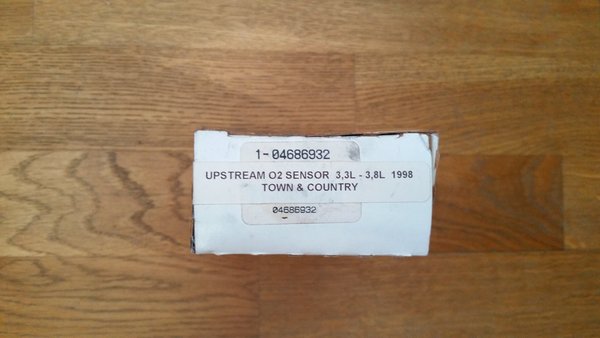 1-04686932
UPSTREAM O2 SENSOR 3,3L - 3,8L 1998
TOWN & COUNTRY
04686932